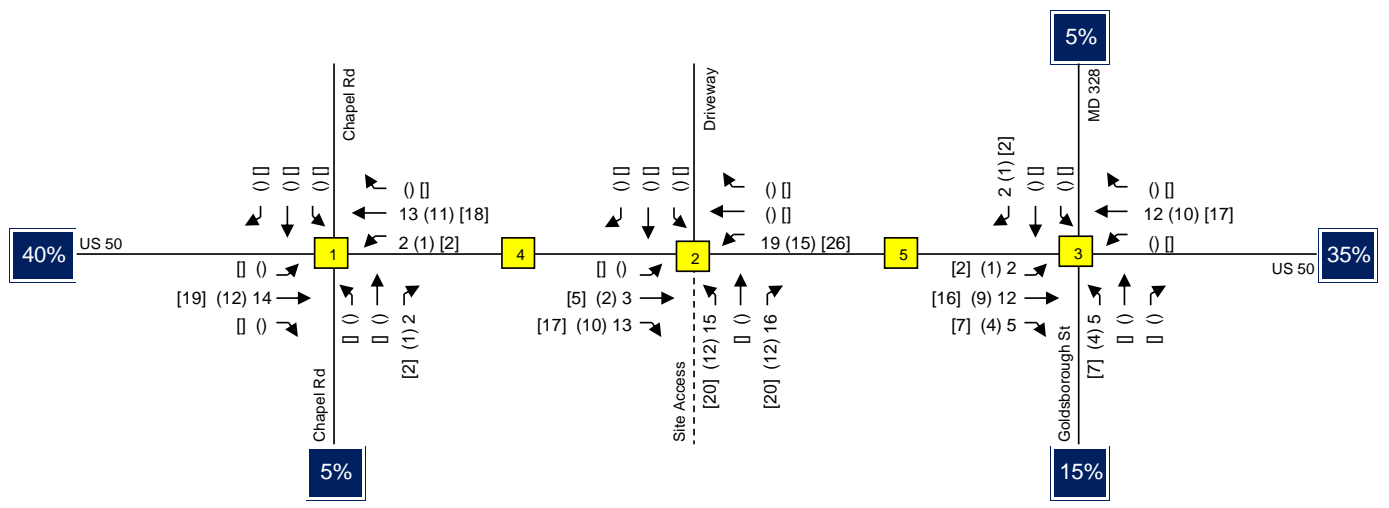 5%
Chapel Rd
Driveway
MD 328
() []
() []
() []
() []
13 (11) [18]
2 (1) [2]
() []
() []
() []
() []
() []
19 (15) [26]
2 (1) [2]
() []
() []
() []
12 (10) [17]
() []
40%
US 50
1
4
2
5
3
US 50
35%
[] ()
[19] (12) 14
[] ()
[] ()
[] ()
[2] (1) 2
[] ()
[5] (2) 3
[17] (10) 13
[20] (12) 15
[] ()
[20] (12) 16
[2] (1) 2
[16] (9) 12
[7] (4) 5
[7] (4) 5
[] ()
[] ()
Chapel Rd
Site Access
Goldsborough St
5%
15%